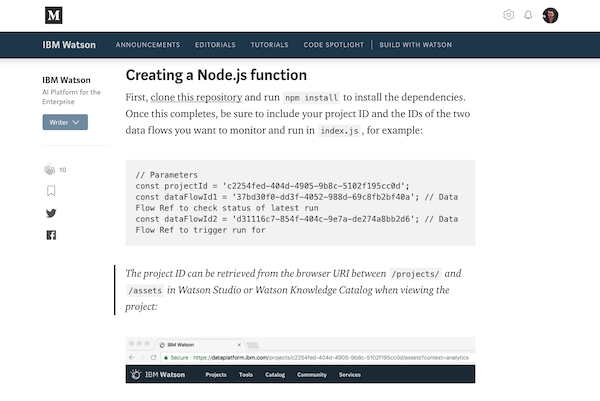 M
IBM Watson ANNOUNCEMENTS EDITORIALS TUTORIALS CODE SPOTLIGHT BUILD WITH WATSON
IBM Watson
AI Platform for the
Enterprise
Writer
10
Creating a Node.js function
First, clone this repository and run npm install to install the dependencies.
Once this completes, be sure to include your project ID and the IDs of the two
data flows you want to monitor and run in index.js , for example:
// Parameters
const projectId = 'c2254fed-404d-4905-9b8c-5102f195cc0d';
const dataFlowId1 = '37bd30f0-dd3f-4052-988d-69c8fb2bf40a'; // Data
Flow Ref to check status of latest run
const dataFlowId2 = 'd31116c7-854f-404c-9e7a-de274a8bb2d6'; // Data
Flow Ref to trigger run for
The project ID can be retrieved from the browser URI between /projects/ and
/assets in Watson Studio or Watson Knowledge Catalog when viewing the
project:
IBM Watson
Secure https://dataplatform.ibm.com/projects/c2254fed-404d-4905-9b8c-5102f195cc0d/assets?context=analytics
IBM Watson Projects Tools Catalog Community Services